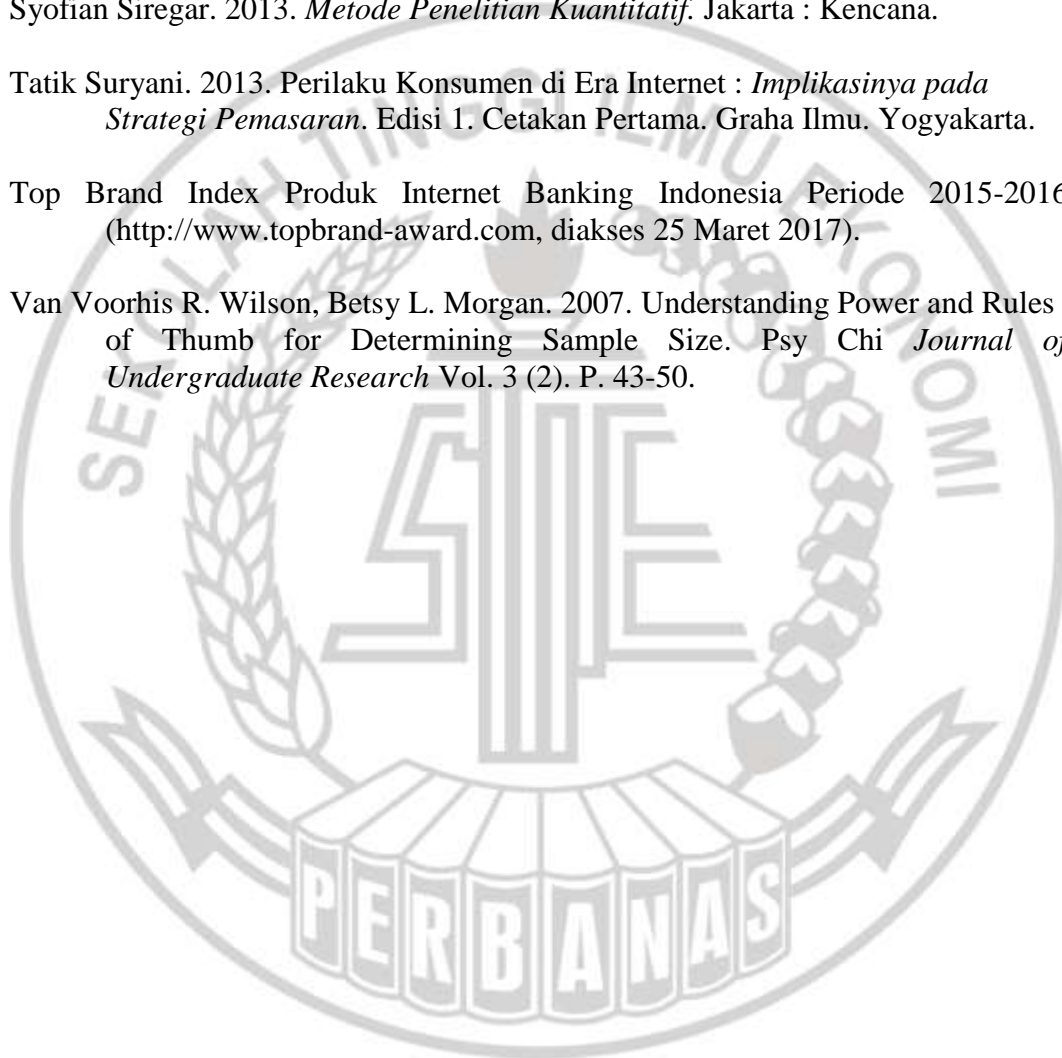 Syofian Siregar. 2013. Metode Penelitian Kuantitatif. Jakarta : Kencana.
Tatik Suryani. 2013. Perilaku Konsumen di Era Internet : Implikasinya pada
Strategi Pemasaran. Edisi 1. Cetakan Pertama. Graha Ilmu. Yogyakarta.
Top Brand Index Produk Internet Banking Indonesia Periode 2015-2016
(http://www.topbrand-award.com, diakses 25 Maret 2017).
Van Voorhis R. Wilson, Betsy L. Morgan. 2007. Understanding Power and Rules
of Thumb for Determining Sample Size. Psy Chi Journal of
Undergraduate Research Vol. 3 (2). P. 43-50.
SEKOLAH TINGGI ILMU EKONOMI
STIE
PERBANAS